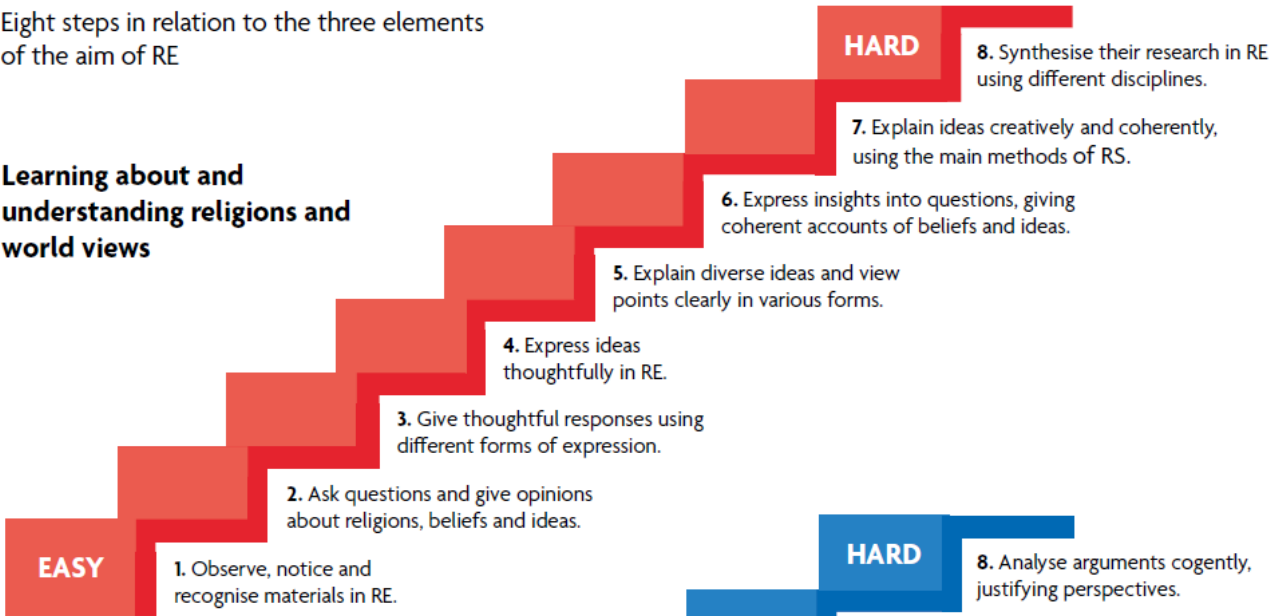 Eight steps in relation to the three elements
of the aim of RE
HARD
8. Synthesise their research in RE
using different disciplines.
7. Explain ideas creatively and coherently,
using the main methods of RS.
Learning about and
understanding religions and
world views
6. Express insights into questions, giving
coherent accounts of beliefs and ideas.
5. Explain diverse ideas and view
points clearly in various forms.
4. Express ideas
thoughtfully in RE.
3. Give thoughtful responses using
different forms of expression.
2. Ask questions and give opinions
about religions, beliefs and ideas.
EASY
1. Observe, notice and
recognise materials in RE.
HARD
8. Analyse arguments cogently,
justifying perspectives.